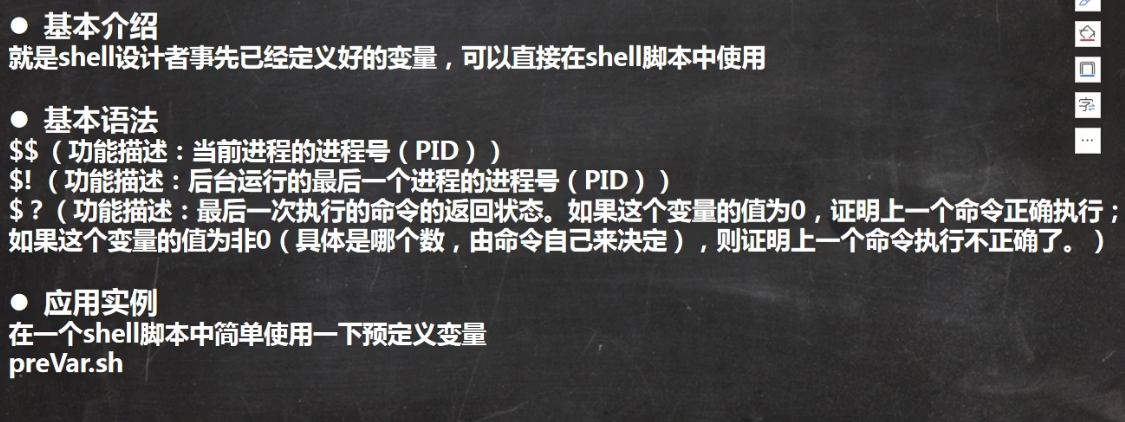 ● 基本介绍
就是shell设计者事先已经定义好的变量，可以直接在shell脚本中使用
● 基本语法
$$（功能描述：当前进程的进程号（PID））
$!（功能描述：后台运行的最后一个进程的进程号（PID））
$？（功能描述：最后一次执行的命令的返回状态。如果这个变量的值为0，证明上一个命令正确执行；
如果这个变量的值为非0（具体是哪个数，由命令自己来决定），则证明上一个命令执行不正确了。）
● 应用实例
在一个shell脚本中简单使用一下预定义变量
preVar.sh
字